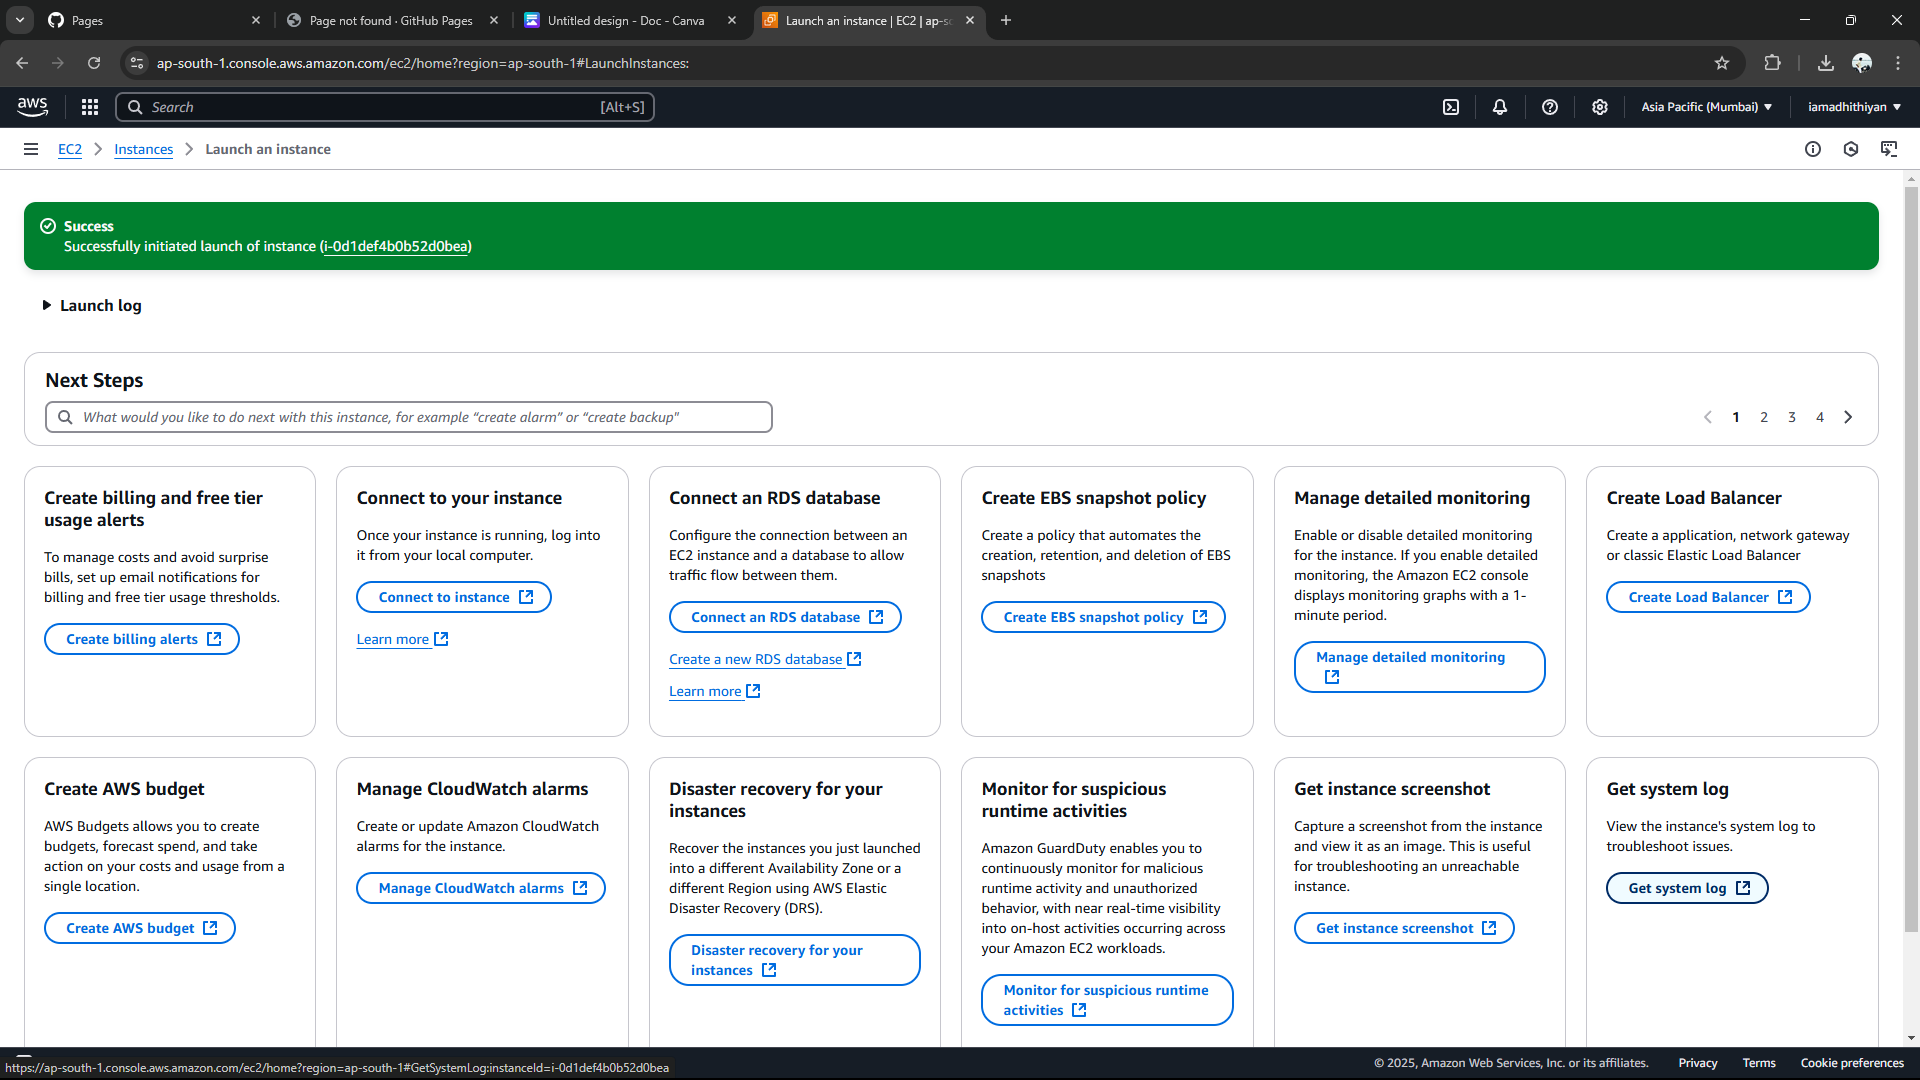 Pages
Page not found · GitHub Pages
Untitled design - Doc - Canva
Launch an instance | EC2 | ap-so
ap-south-1.console.aws.amazon.com/ec2/home?region=ap-south-1#LaunchInstances:
aws
Search
[Alt+S]
Asia Pacific (Mumbai)
iamadhithiyan
EC2
Instances
Launch an instance
Success
Successfully initiated launch of instance (i-0d1def4b0b52d0bea)
Launch log
Next Steps
What would you like to do next with this instance, for example “create alarm” or “create backup"
1 2 3 4
Create billing and free tier
usage alerts
To manage costs and avoid surprise
bills, set up email notifications for
billing and free tier usage thresholds.
Create billing alerts
Connect to your instance
Once your instance is running, log into
it from your local computer.
Connect to instance
Learn more
Connect an RDS database
Configure the connection between an
EC2 instance and a database to allow
traffic flow between them.
Connect an RDS database
Create a new RDS database
Learn more
Create EBS snapshot policy
Create a policy that automates the
creation, retention, and deletion of EBS
snapshots
Create EBS snapshot policy
Manage detailed monitoring
Enable or disable detailed monitoring
for the instance. If you enable detailed
monitoring, the Amazon EC2 console
displays monitoring graphs with a 1-
minute period.
Manage detailed monitoring
Create Load Balancer
Create a application, network gateway
or classic Elastic Load Balancer
Create Load Balancer
Create AWS budget
AWS Budgets allows you to create
budgets, forecast spend, and take
action on your costs and usage from a
single location.
Create AWS budget
Manage CloudWatch alarms
Create or update Amazon CloudWatch
alarms for the instance.
Manage CloudWatch alarms
Disaster recovery for your
instances
Recover the instances you just launched
into a different Availability Zone or a
different Region using AWS Elastic
Disaster Recovery (DRS).
Disaster recovery for your
instances
Monitor for suspicious
runtime activities
Amazon GuardDuty enables you to
continuously monitor for malicious
runtime activity and unauthorized
behavior, with near real-time visibility
into on-host activities occurring across
your Amazon EC2 workloads.
Monitor for suspicious runtime
activities
Get instance screenshot
Capture a screenshot from the instance
and view it as an image. This is useful
for troubleshooting an unreachable
instance.
Get instance screenshot
Get system log
View the instance's system log to
troubleshoot issues.
Get system log
https://ap-south-1.console.aws.amazon.com/ec2/home?region=ap-south-1#GetSystemLog:instanceId=i-0d1def4b0b52d0bea
© 2025, Amazon Web Services, Inc. or its affiliates.
Privacy
Terms
Cookie preferences